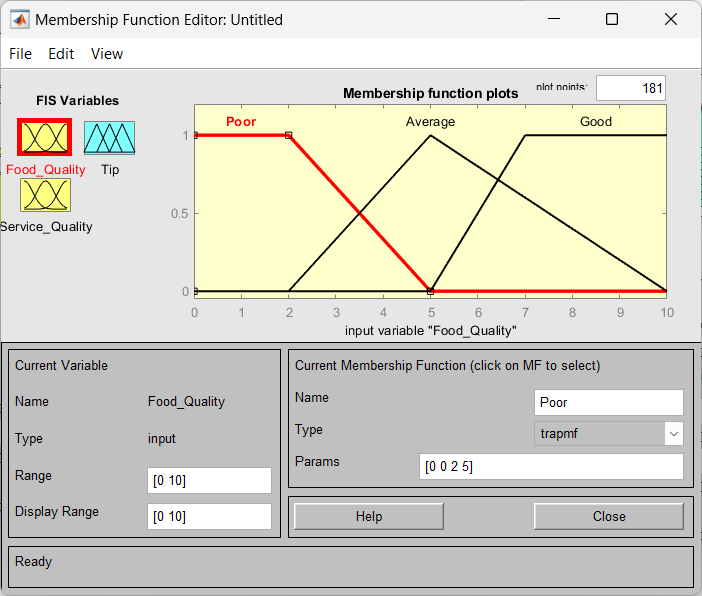 Membership Function Editor: Untitled
File Edit View
FIS Variables
Food_Quality
Tip
Service_Quality
Membership function plots
plot points:
181
Poor
Average
Good
1
0.5
0
0 1 2 3 4 5 6 7 8 9 10
input variable "Food_Quality"
Current Variable
Name Food_Quality
Type input
Range [0 10]
Display Range [0 10]
Current Membership Function (click on MF to select)
Name Poor
Type trapmf
Params [0 0 2 5]
Help Close
Ready